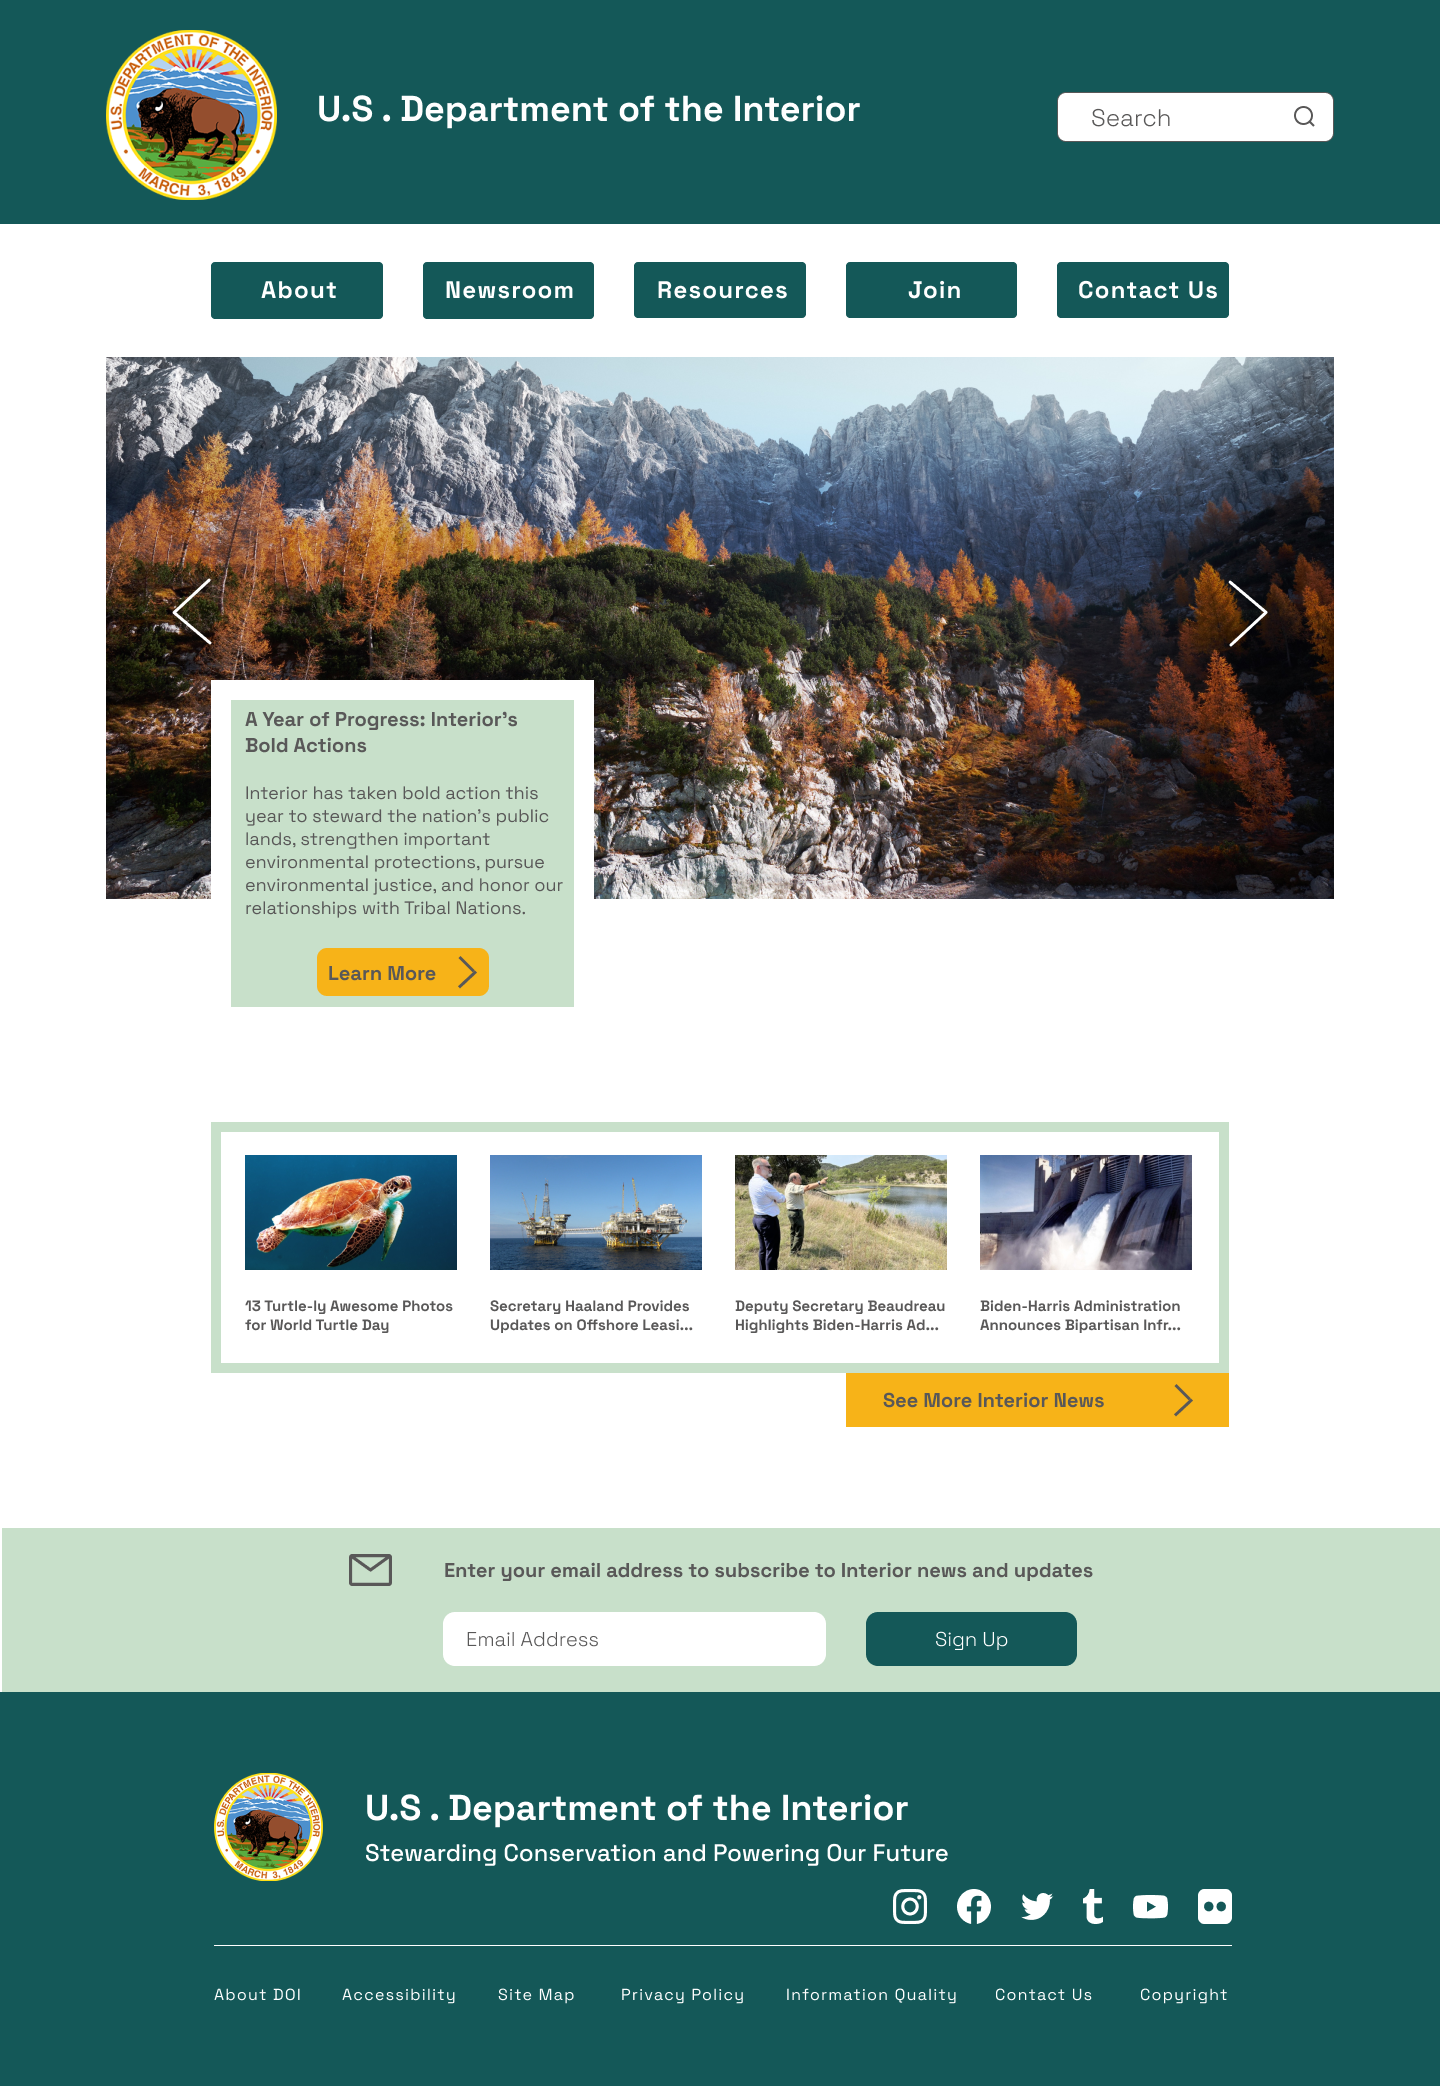 U.S. DEPARTMENT OF THE INTERIOR
MARCH 3, 1849
U.S . Department of the Interior
Search
About
Newsroom
Resources
Join
Contact Us
A Year of Progress: Interior’s
Bold Actions
Interior has taken bold action this
year to steward the nation’s public
lands, strengthen important
environmental protections, pursue
environmental justice, and honor our
relationships with Tribal Nations.
Learn More
13 Turtle-ly Awesome Photos
for World Turtle Day
Secretary Haaland Provides
Updates on Offshore Leasi...
Deputy Secretary Beaudreau
Highlights Biden-Harris Ad...
Biden-Harris Administration
Announces Bipartisan Infr...
See More Interior News
Enter your email address to subscribe to Interior news and updates
Email Address
Sign Up
U.S. DEPARTMENT OF THE INTERIOR
MARCH 3, 1849
U.S . Department of the Interior
Stewarding Conservation and Powering Our Future
About DOI
Accessibility
Site Map
Privacy Policy
Information Quality
Contact Us
Copyright